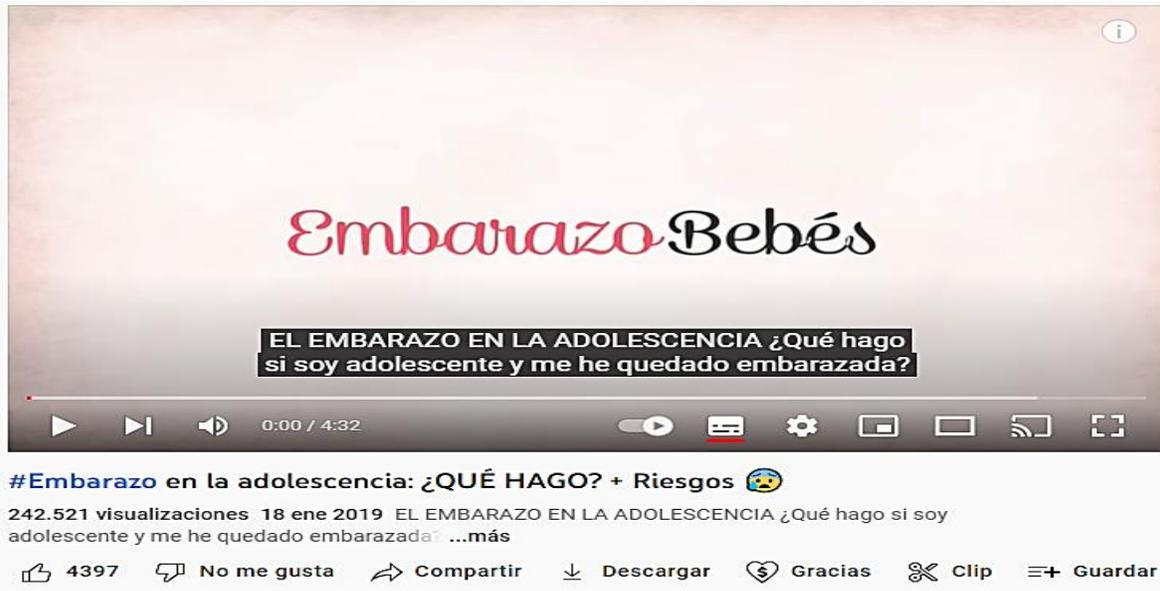 Embarazo Bebés
EL EMBARAZO EN LA ADOLESCENCIA ¿Qué hago
si soy adolescente y me he quedado embarazada?
0:00 / 4:32
#Embarazo en la adolescencia: ¿QUÉ HAGO? + Riesgos 😰
242.521 visualizaciones 18 ene 2019 EL EMBARAZO EN LA ADOLESCENCIA ¿Qué hago si soy
adolescente y me he quedado embarazada? ...más
4397 No me gusta Compartir Descargar Gracias Clip Guardar